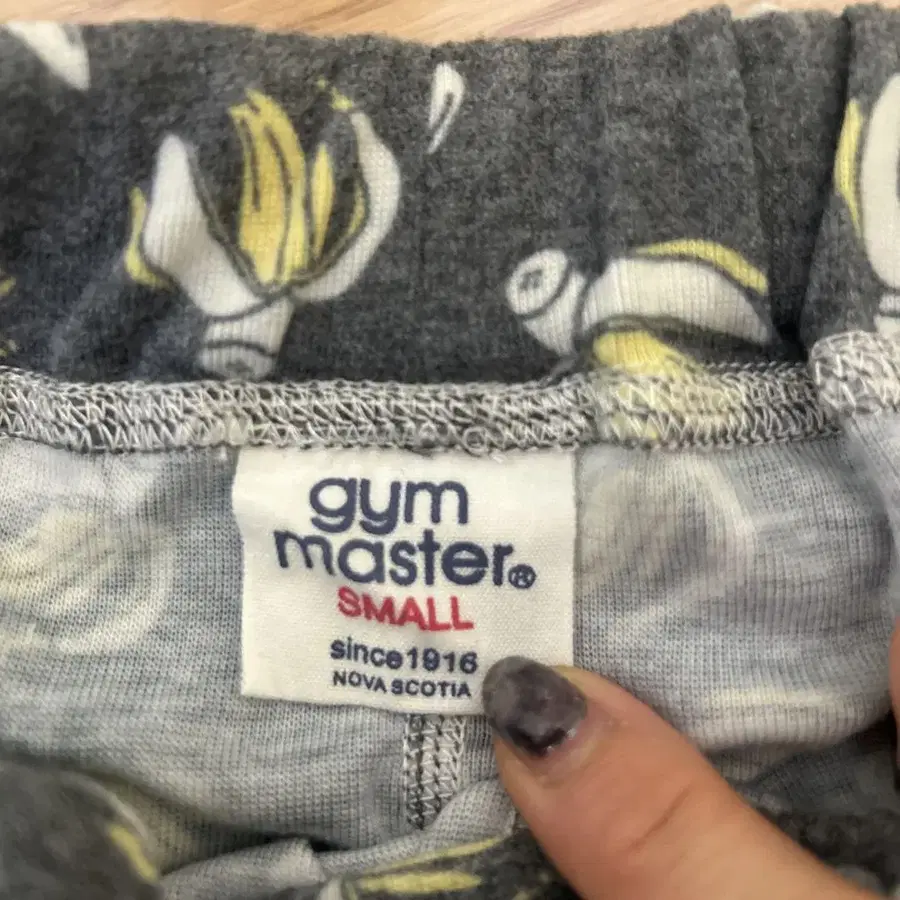 gym
master®
SMALL
since1916
NOVA SCOTIA